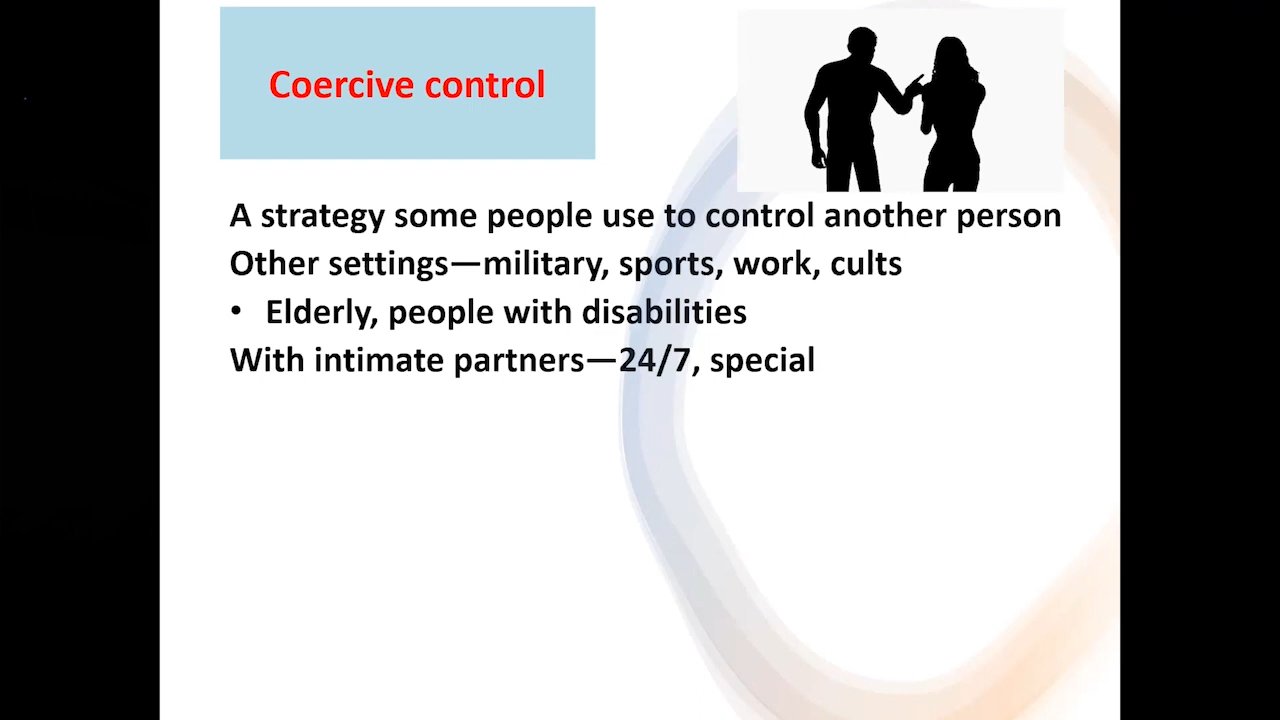 Coercive control
A strategy some people use to control another person
Other settings—military, sports, work, cults
• Elderly, people with disabilities
With intimate partners—24/7, special